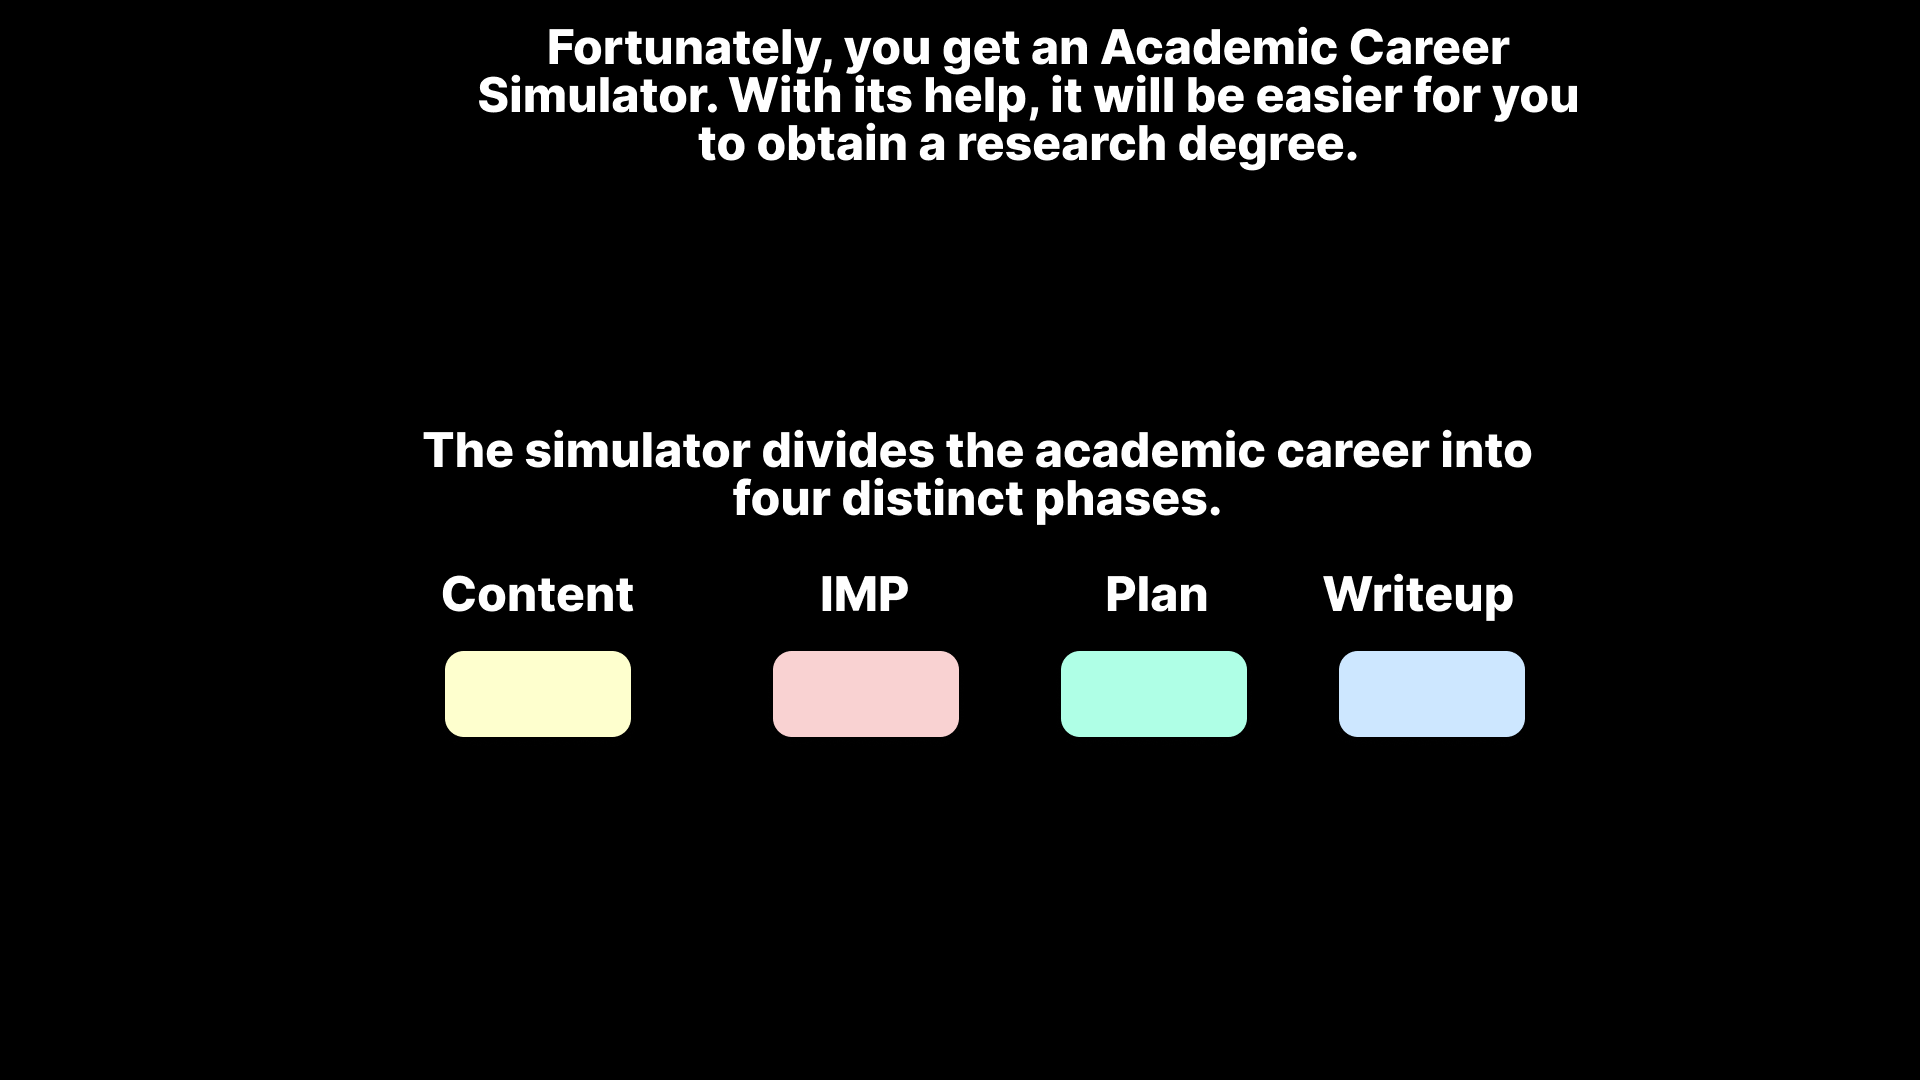 Fortunately, you get an Academic Career
Simulator. With its help, it will be easier for you
to obtain a research degree.
The simulator divides the academic career into
four distinct phases.
Content IMP Plan Writeup